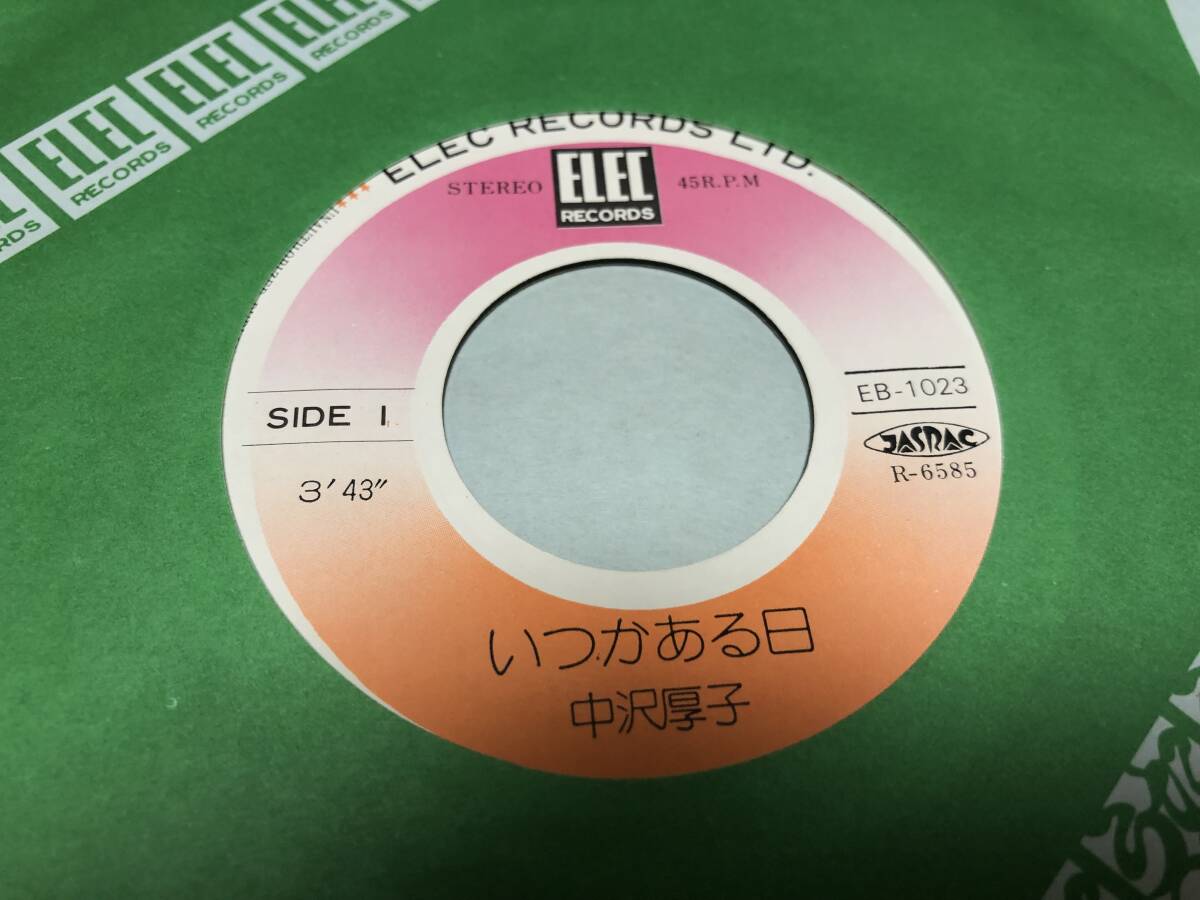 ELEC
RECORDS
ELEC
RECORDS
ELEC
RECORDS
ELEC RECORDS LTD.
STEREO
ELEC
RECORDS
45R.P.M
SIDE 1
3'43"
EB-1023
JASRAC
R-6585
いつかある日
中沢厚子